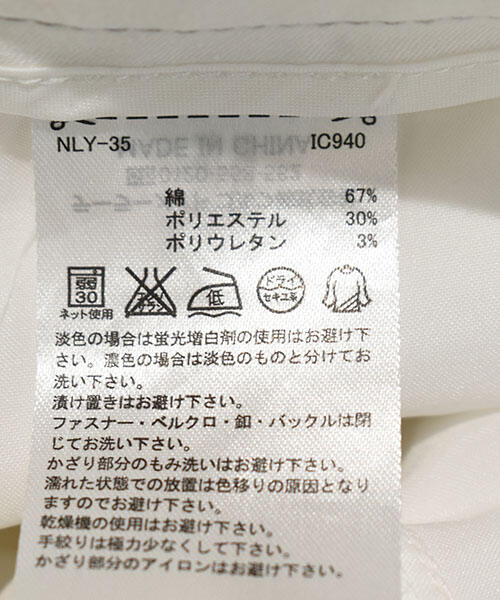 NLY-35 IC940
綿 67%
ポリエステル 30%
ポリウレタン 3%
弱 30 低 ドライ セキユ系
ネット使用
淡色の場合は蛍光増白剤の使用はお避け下
さい。濃色の場合は淡色のものと分けてお
洗い下さい。
漬け置きはお避け下さい。
ファスナー・ベルクロ・釦・バックルは閉
じてお洗い下さい。
かざり部分のもみ洗いはお避け下さい。
濡れた状態での放置は色移りの原因となり
ますのでお避け下さい。
乾燥機の使用はお避け下さい。
手絞りは極力少なくして下さい。
かざり部分のアイロンはお避け下さい。
MADE IN CHINA